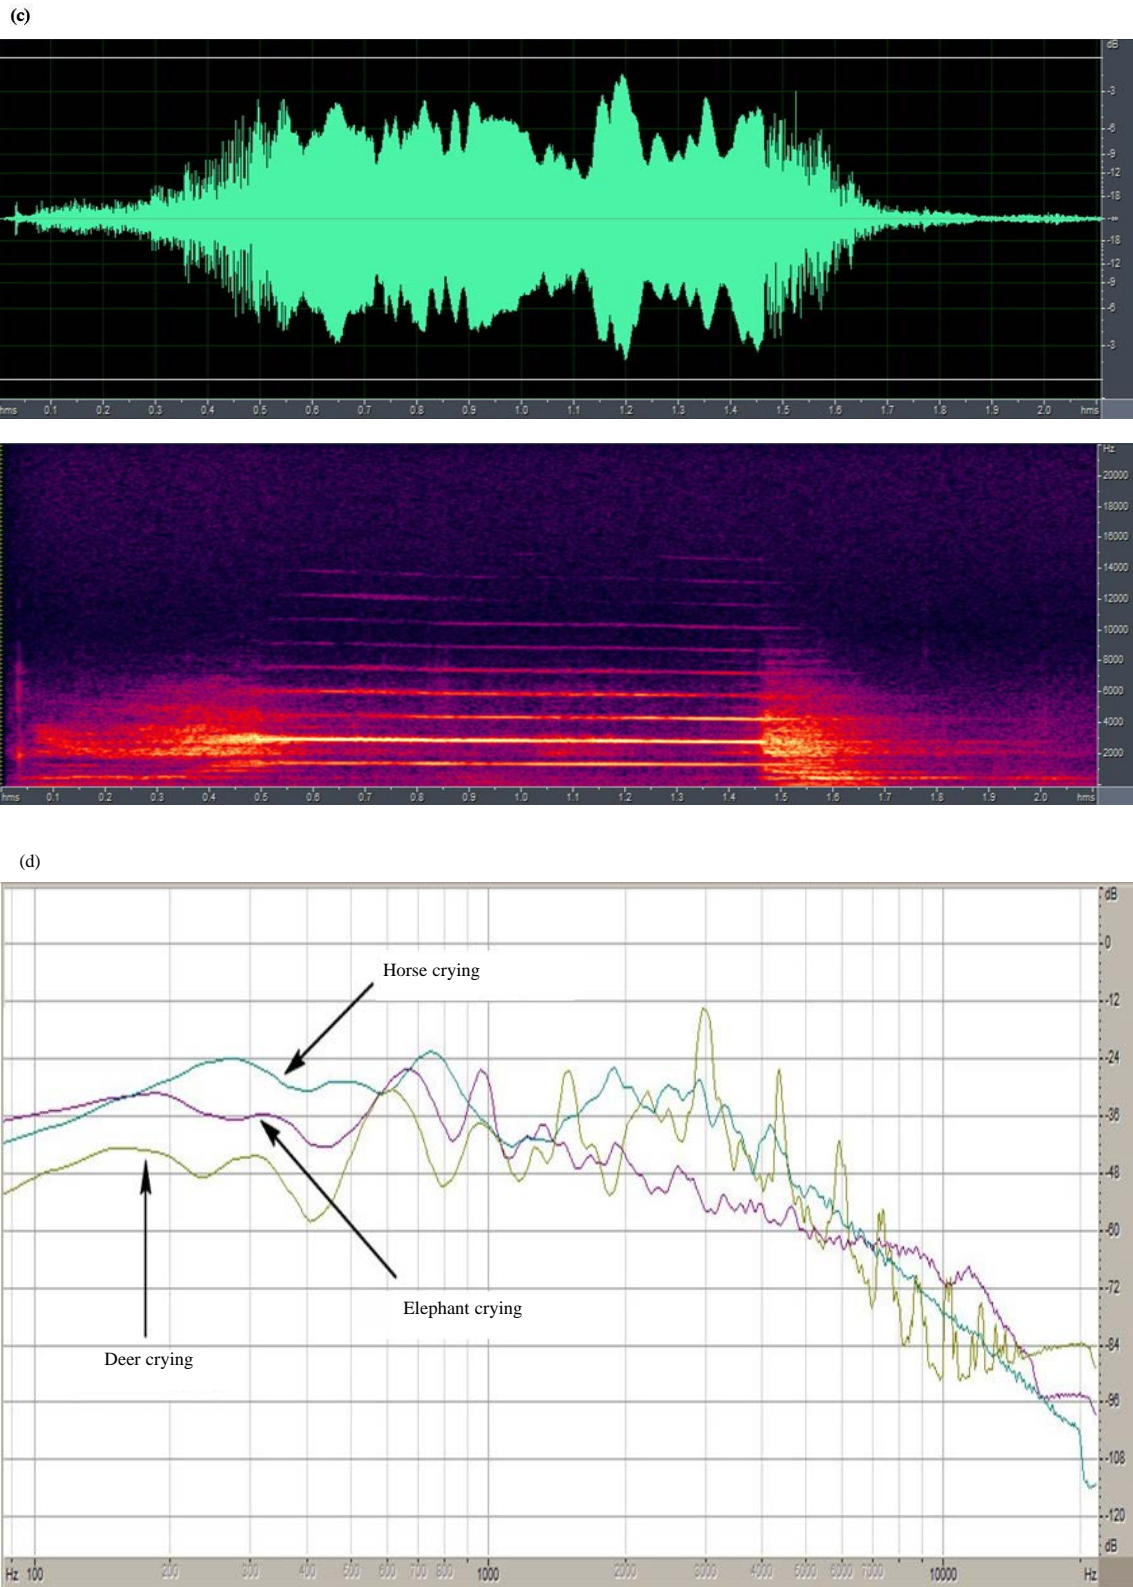 (c)
dB
-3
-6
-9
-12
-18
-∞
-18
-12
-9
-6
-3
hms 0.1 0.2 0.3 0.4 0.5 0.6 0.7 0.8 0.9 1.0 1.1 1.2 1.3 1.4 1.5 1.6 1.7 1.8 1.9 2.0 hms
Hz
20000
18000
16000
14000
12000
10000
8000
6000
4000
2000
hms 0.1 0.2 0.3 0.4 0.5 0.6 0.7 0.8 0.9 1.0 1.1 1.2 1.3 1.4 1.5 1.6 1.7 1.8 1.9 2.0 hms
(d)
dB
0
Horse crying
-12
-24
-36
-48
-60
-72
Elephant crying
-84
Deer crying
-96
-108
-120
dB
Hz 100 200 300 400 500 600 700 800 1000 2000 3000 4000 5000 6000 7000 10000 Hz